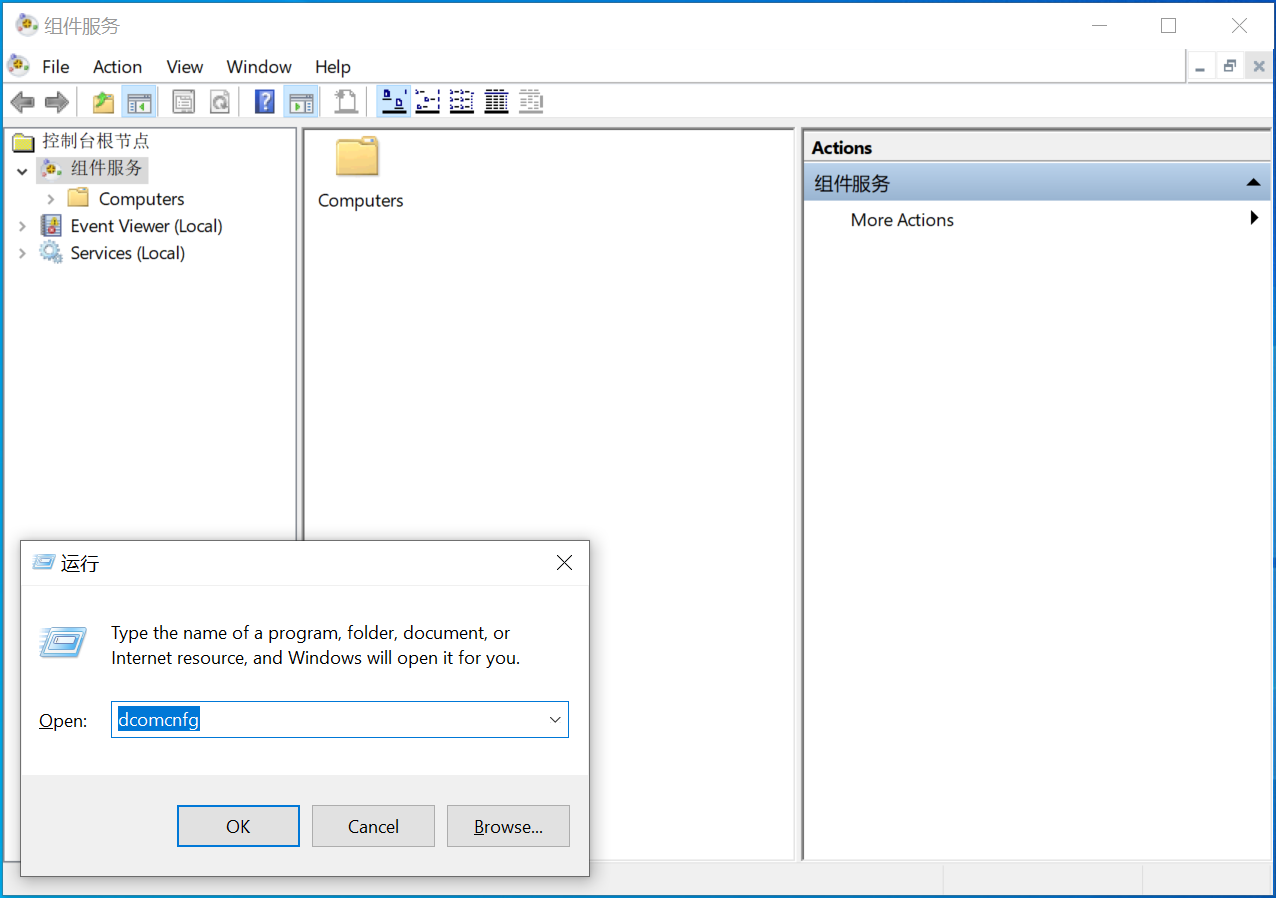 组件服务
File Action View Window Help
控制台根节点
组件服务
Computers
Event Viewer (Local)
Services (Local)
Computers
Actions
组件服务
More Actions
运行
Type the name of a program, folder, document, or
Internet resource, and Windows will open it for you.
Open: dcomcnfg
OK Cancel Browse...